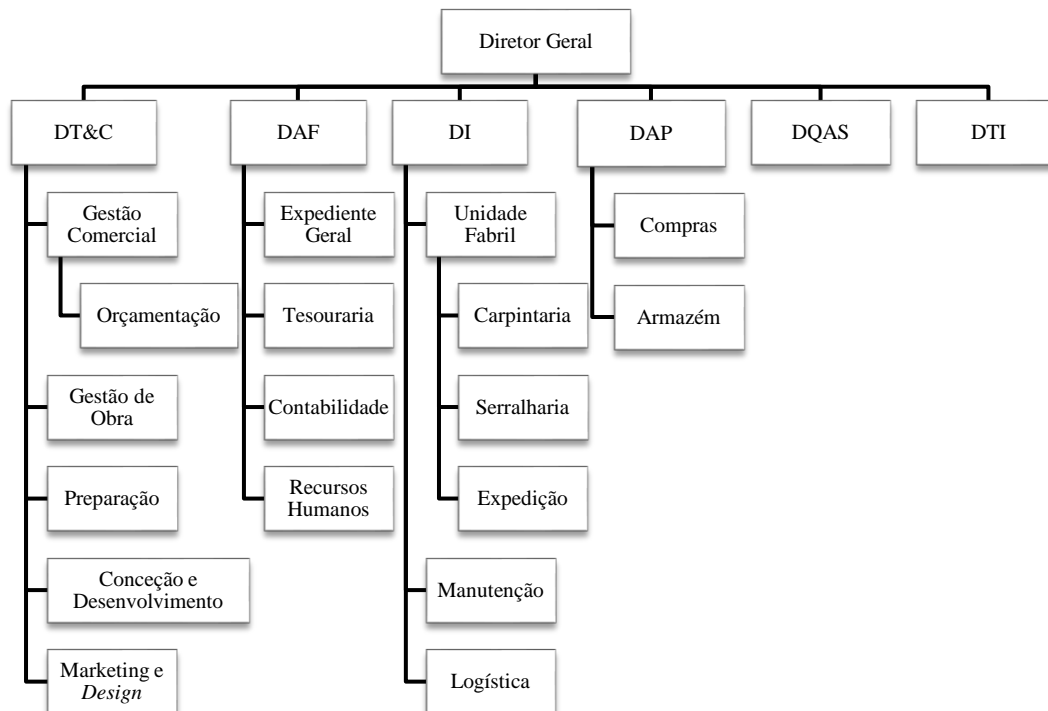 Diretor Geral
DT&C
DAF
DI
DAP
DQAS
DTI
Gestão
Comercial
Orçamentação
Gestão de
Obra
Preparação
Conceção e
Desenvolvimento
Marketing e
Design
Expediente
Geral
Tesouraria
Contabilidade
Recursos
Humanos
Unidade
Fabril
Carpintaria
Serralharia
Expedição
Manutenção
Logística
Compras
Armazém